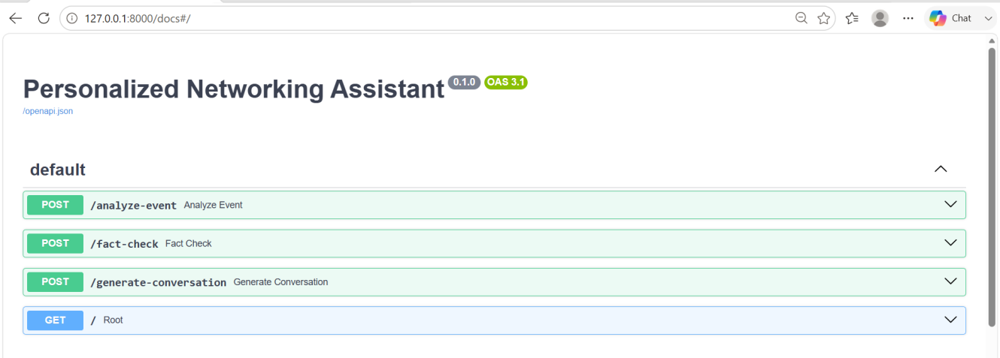 127.0.0.1:8000/docs#/
Chat
Personalized Networking Assistant 0.1.0 OAS 3.1
/openapi.json
default
POST /analyze-event Analyze Event
POST /fact-check Fact Check
POST /generate-conversation Generate Conversation
GET / Root